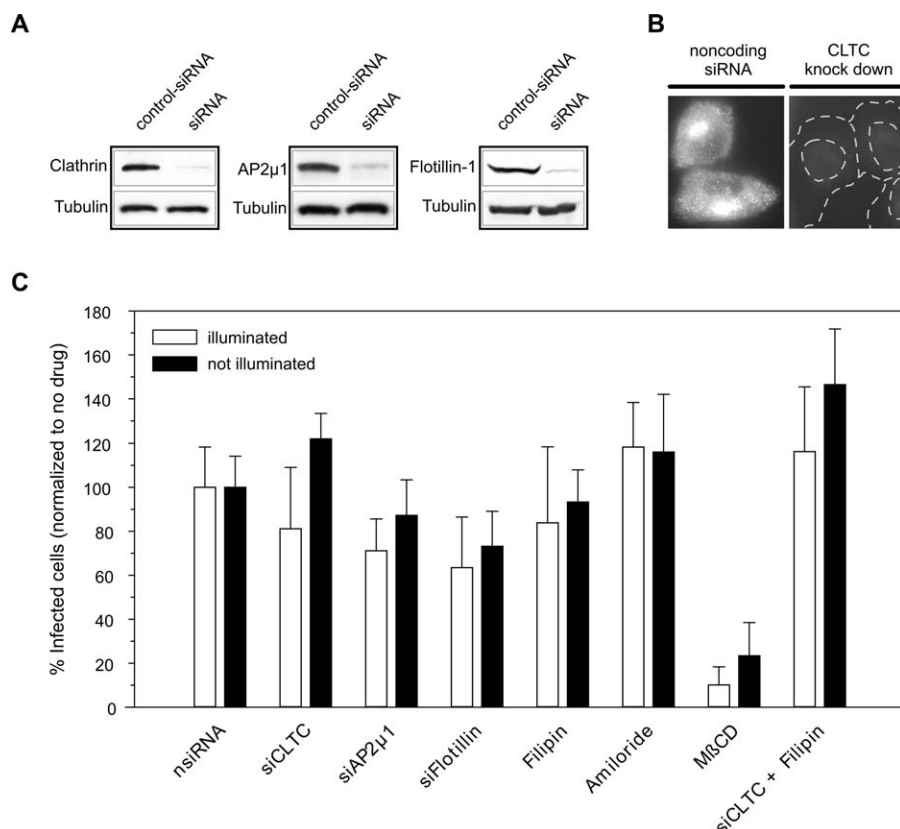 A
control-siRNA
siRNA
Clathrin
Tubulin
control-siRNA
siRNA
AP2µ1
Tubulin
control-siRNA
siRNA
Flotillin-1
Tubulin
B
noncoding
siRNA
CLTC
knock down
C
% Infected cells (normalized to no drug)
180
160
140
120
100
80
60
40
20
0
illuminated
not illuminated
nsiRNA
siCLTC
siAP2µ1
siFlotillin
Filipin
Amiloride
MßCD
siCLTC + Filipin